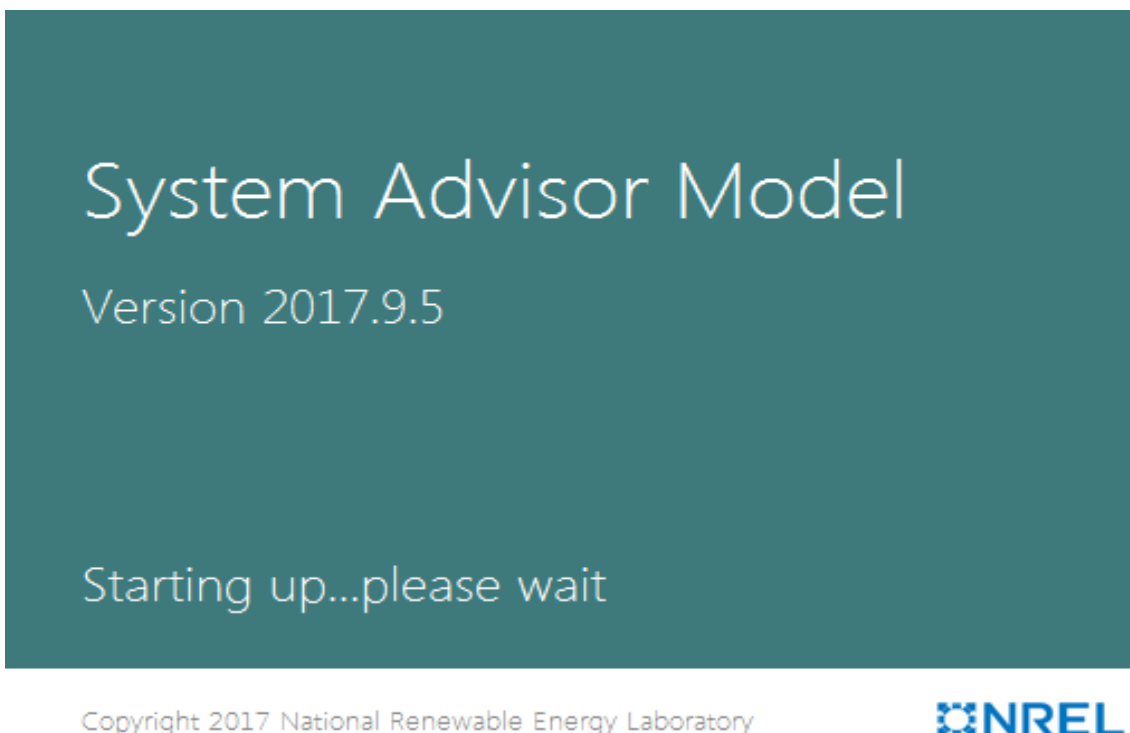 System Advisor Model
Version 2017.9.5
Starting up...please wait
Copyright 2017 National Renewable Energy Laboratory
NREL